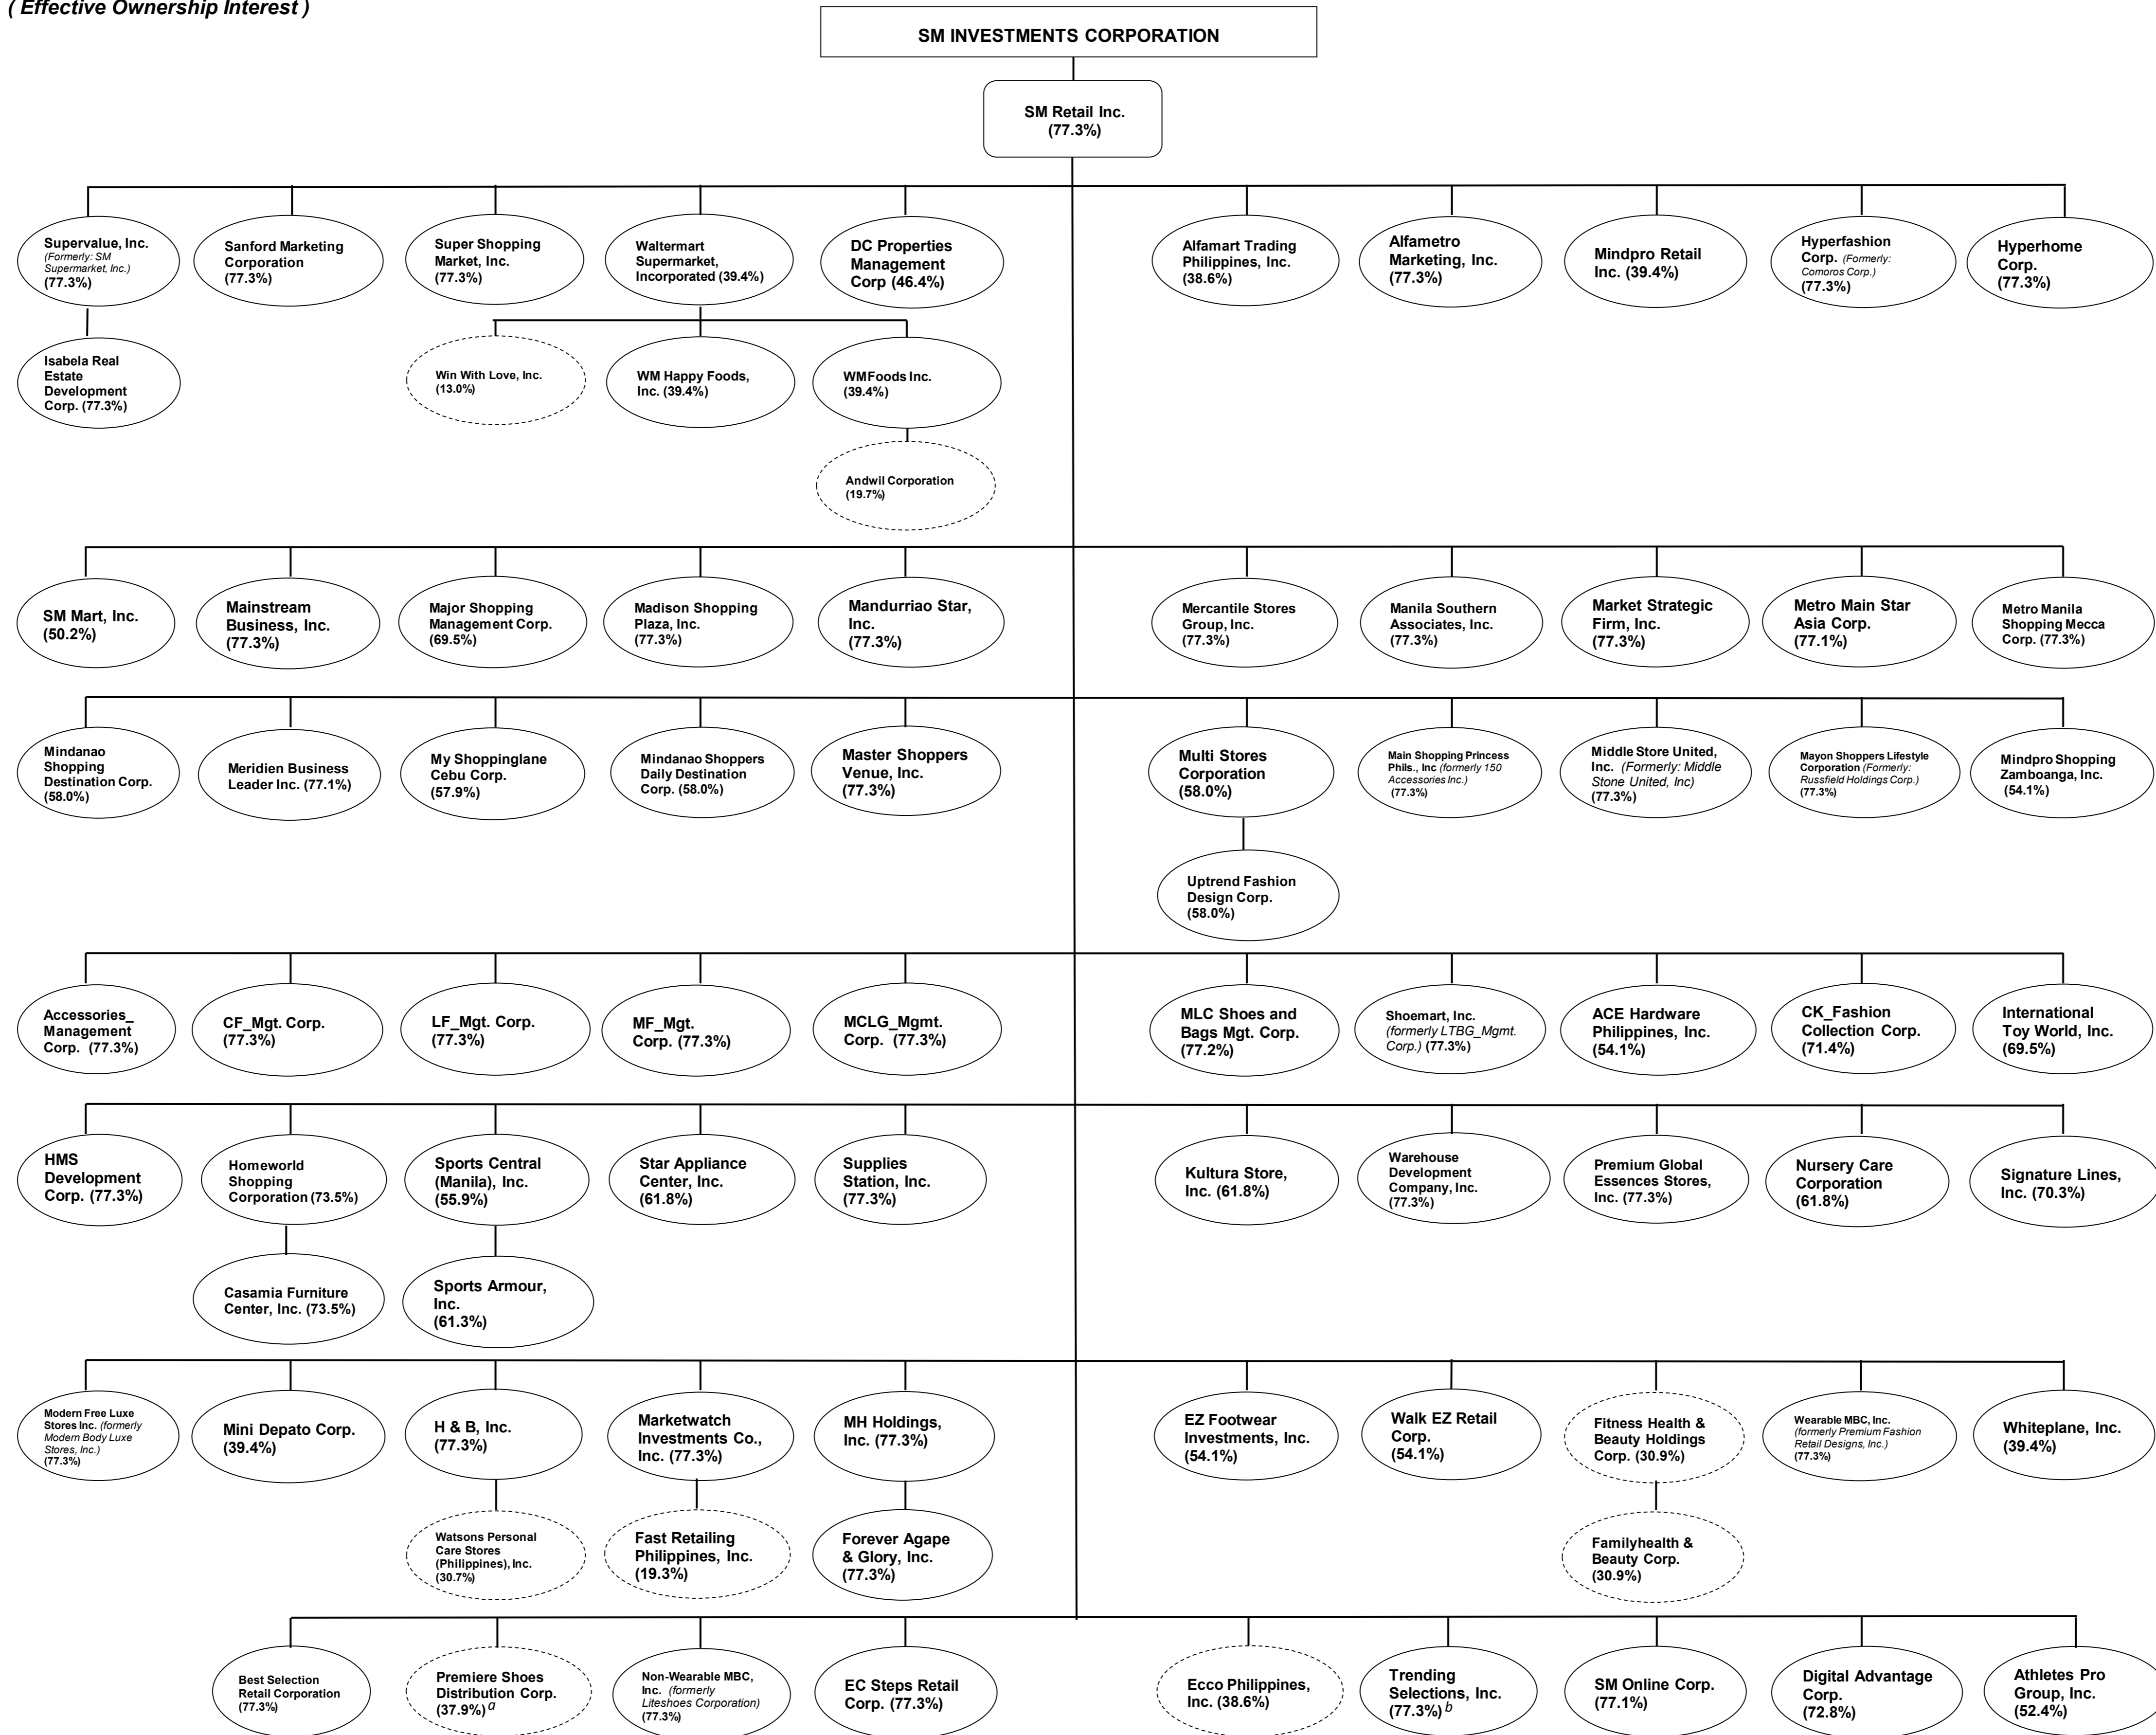 ( Effective Ownership Interest )
SM INVESTMENTS CORPORATION
SM Retail Inc.
(77.3%)
Supervalue, Inc.
(Formerly: SM
Supermarket, Inc.)
(77.3%)
Sanford Marketing
Corporation
(77.3%)
Super Shopping
Market, Inc.
(77.3%)
Waltermart
Supermarket,
Incorporated (39.4%)
DC Properties
Management
Corp (46.4%)
Alfamart Trading
Philippines, Inc.
(38.6%)
Alfametro
Marketing, Inc.
(77.3%)
Mindpro Retail
Inc. (39.4%)
Hyperfashion
Corp. (Formerly:
Comoros Corp.)
(77.3%)
Hyperhome
Corp.
(77.3%)
Isabela Real
Estate
Development
Corp. (77.3%)
Win With Love, Inc.
(13.0%)
WM Happy Foods,
Inc. (39.4%)
WMFoods Inc.
(39.4%)
Andwil Corporation
(19.7%)
SM Mart, Inc.
(50.2%)
Mainstream
Business, Inc.
(77.3%)
Major Shopping
Management Corp.
(69.5%)
Madison Shopping
Plaza, Inc.
(77.3%)
Mandurriao Star,
Inc.
(77.3%)
Mercantile Stores
Group, Inc.
(77.3%)
Manila Southern
Associates, Inc.
(77.3%)
Market Strategic
Firm, Inc.
(77.3%)
Metro Main Star
Asia Corp.
(77.1%)
Metro Manila
Shopping Mecca
Corp. (77.3%)
Mindanao
Shopping
Destination Corp.
(58.0%)
Meridien Business
Leader Inc. (77.1%)
My Shoppinglane
Cebu Corp.
(57.9%)
Mindanao Shoppers
Daily Destination
Corp. (58.0%)
Master Shoppers
Venue, Inc.
(77.3%)
Multi Stores
Corporation
(58.0%)
Main Shopping Princess
Phils., Inc (formerly 150
Accessories Inc.)
(77.3%)
Middle Store United,
Inc. (Formerly: Middle
Stone United, Inc)
(77.3%)
Mayon Shoppers Lifestyle
Corporation (Formerly:
Russfield Holdings Corp.)
(77.3%)
Mindpro Shopping
Zamboanga, Inc.
(54.1%)
Uptrend Fashion
Design Corp.
(58.0%)
Accessories_
Management
Corp. (77.3%)
CF_Mgt. Corp.
(77.3%)
LF_Mgt. Corp.
(77.3%)
MF_Mgt.
Corp. (77.3%)
MCLG_Mgmt.
Corp. (77.3%)
MLC Shoes and
Bags Mgt. Corp.
(77.2%)
Shoemart, Inc.
(formerly LTBG_Mgmt.
Corp.) (77.3%)
ACE Hardware
Philippines, Inc.
(54.1%)
CK_Fashion
Collection Corp.
(71.4%)
International
Toy World, Inc.
(69.5%)
HMS
Development
Corp. (77.3%)
Homeworld
Shopping
Corporation (73.5%)
Sports Central
(Manila), Inc.
(55.9%)
Star Appliance
Center, Inc.
(61.8%)
Supplies
Station, Inc.
(77.3%)
Kultura Store,
Inc. (61.8%)
Warehouse
Development
Company, Inc.
(77.3%)
Premium Global
Essences Stores,
Inc. (77.3%)
Nursery Care
Corporation
(61.8%)
Signature Lines,
Inc. (70.3%)
Casamia Furniture
Center, Inc. (73.5%)
Sports Armour,
Inc.
(61.3%)
Modern Free Luxe
Stores Inc. (formerly
Modern Body Luxe
Stores, Inc.)
(77.3%)
Mini Depato Corp.
(39.4%)
H & B, Inc.
(77.3%)
Marketwatch
Investments Co.,
Inc. (77.3%)
MH Holdings,
Inc. (77.3%)
EZ Footwear
Investments, Inc.
(54.1%)
Walk EZ Retail
Corp.
(54.1%)
Fitness Health &
Beauty Holdings
Corp. (30.9%)
Wearable MBC, Inc.
(formerly Premium Fashion
Retail Designs, Inc.)
(77.3%)
Whiteplane, Inc.
(39.4%)
Watsons Personal
Care Stores
(Philippines), Inc.
(30.7%)
Fast Retailing
Philippines, Inc.
(19.3%)
Forever Agape
& Glory, Inc.
(77.3%)
Familyhealth &
Beauty Corp.
(30.9%)
Best Selection
Retail Corporation
(77.3%)
Premiere Shoes
Distribution Corp.
(37.9%) a
Non-Wearable MBC,
Inc. (formerly
Liteshoes Corporation)
(77.3%)
EC Steps Retail
Corp. (77.3%)
Ecco Philippines,
Inc. (38.6%)
Trending
Selections, Inc.
(77.3%) b
SM Online Corp.
(77.1%)
Digital Advantage
Corp.
(72.8%)
Athletes Pro
Group, Inc.
(52.4%)